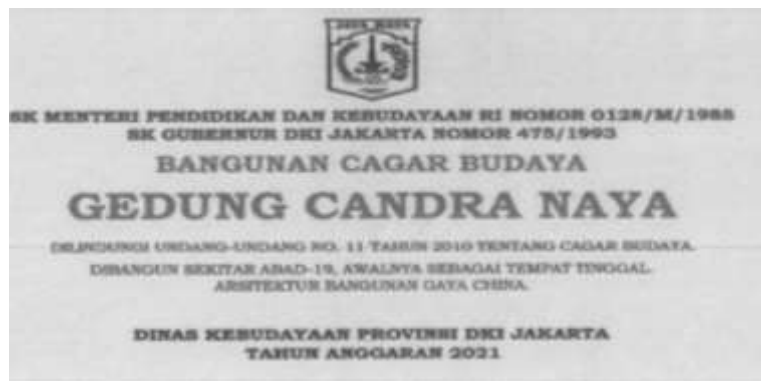 JAYA RAYA
SK MENTERI PENDIDIKAN DAN KEBUDAYAAN RI NOMOR 0128/M/1988
SK GUBERNUR DKI JAKARTA NOMOR 475/1993
BANGUNAN CAGAR BUDAYA
GEDUNG CANDRA NAYA
DILINDUNGI UNDANG-UNDANG NO. 11 TAHUN 2010 TENTANG CAGAR BUDAYA.
DIBANGUN SEKITAR ABAD-19, AWALNYA SEBAGAI TEMPAT TINGGAL.
ARSITEKTUR BANGUNAN GAYA CHINA.
DINAS KEBUDAYAAN PROVINSI DKI JAKARTA
TAHUN ANGGARAN 2021